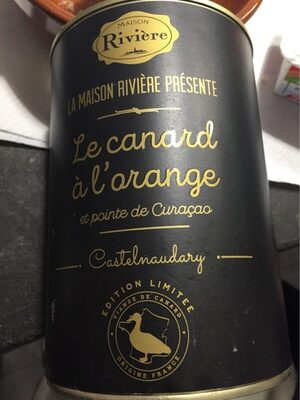 MAISON
Rivière
LA MAISON RIVIÈRE PRÉSENTE
Le canard
à l'orange
et pointe de Curaçao
Castelnaudary
EDITION LIMITÉE
VIANDE DE CANARD
ORIGINE FRANCE